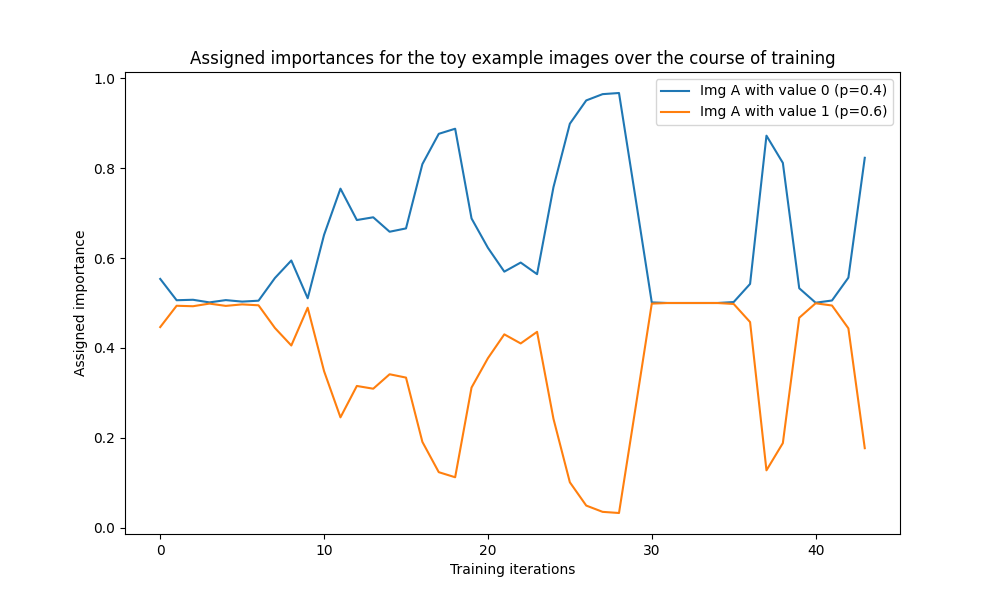 Assigned importances for the toy example images over the course of training
Img A with value 0 (p=0.4)
Img A with value 1 (p=0.6)
Assigned importance
1.0
0.8
0.6
0.4
0.2
0.0
0 10 20 30 40
Training iterations